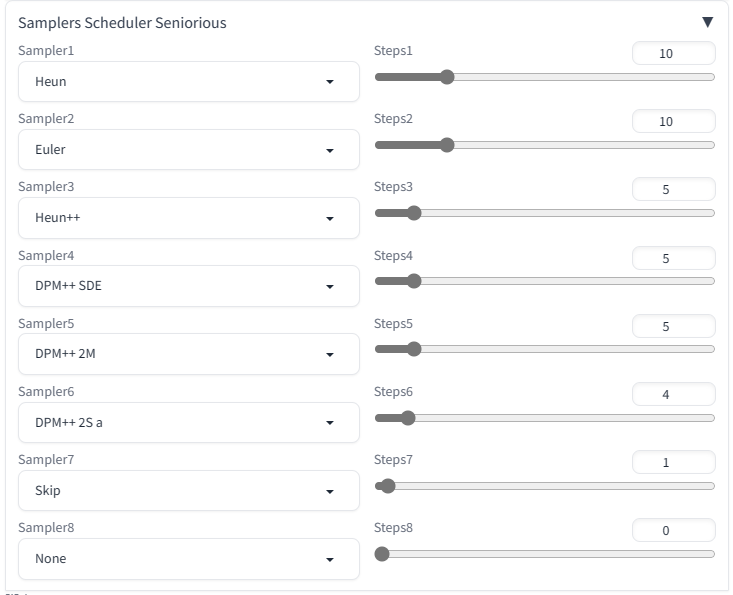 Samplers Scheduler Seniorious ▼
Sampler1 Steps1 10
Heun
Sampler2 Steps2 10
Euler
Sampler3 Steps3 5
Heun++
Sampler4 Steps4 5
DPM++ SDE
Sampler5 Steps5 5
DPM++ 2M
Sampler6 Steps6 4
DPM++ 2S a
Sampler7 Steps7 1
Skip
Sampler8 Steps8 0
None